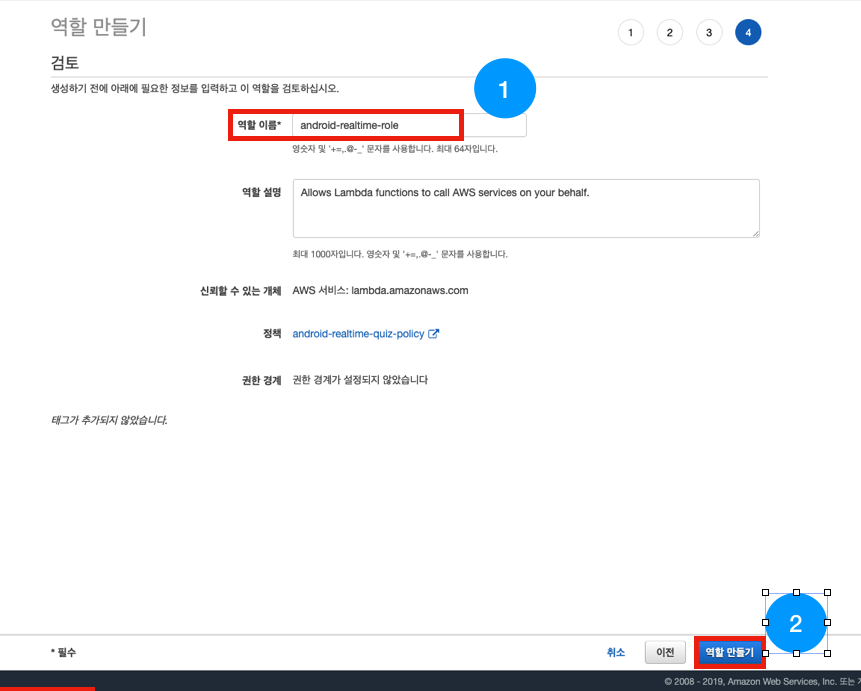 역할 만들기
1 2 3 4
검토
생성하기 전에 아래에 필요한 정보를 입력하고 이 역할을 검토하십시오.
1
역할 이름* android-realtime-role
영숫자 및 '+=,.@-_' 문자를 사용합니다. 최대 64자입니다.
역할 설명 Allows Lambda functions to call AWS services on your behalf.
최대 1000자입니다. 영숫자 및 '+=,.@-_' 문자를 사용합니다.
신뢰할 수 있는 개체 AWS 서비스: lambda.amazonaws.com
정책 android-realtime-quiz-policy
권한 경계 권한 경계가 설정되지 않았습니다
태그가 추가되지 않았습니다.
2
* 필수 취소 이전 역할 만들기
© 2008 - 2019, Amazon Web Services, Inc. 또는